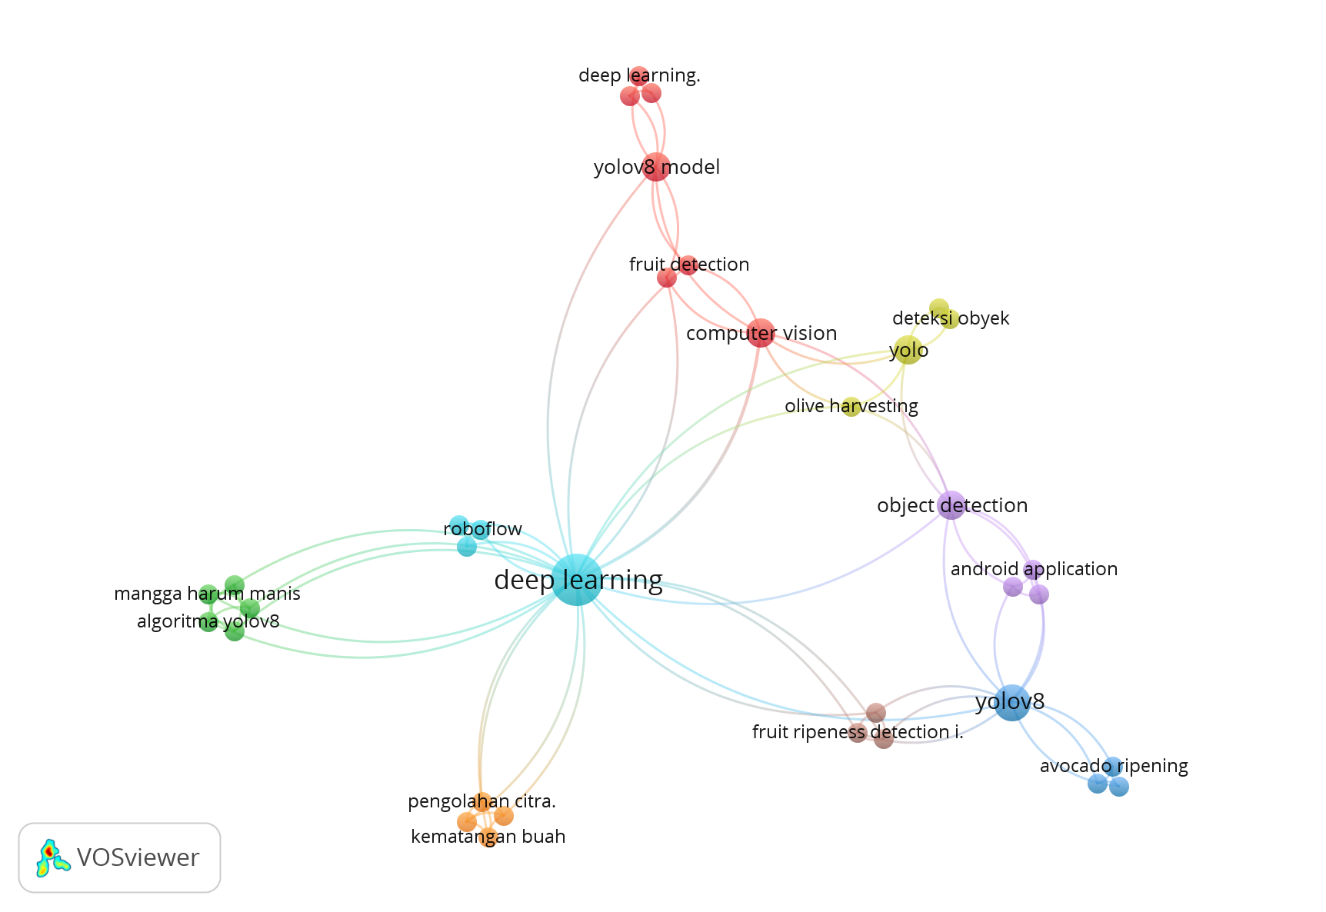 deep learning.
yolov8 model
fruit detection
deteksi obyek
computer vision
yolo
olive harvesting
object detection
roboflow
android application
deep learning
mangga harum manis
algoritma yolov8
yolov8
fruit ripeness detection i.
avocado ripening
pengolahan citra.
kematangan buah
VOSviewer